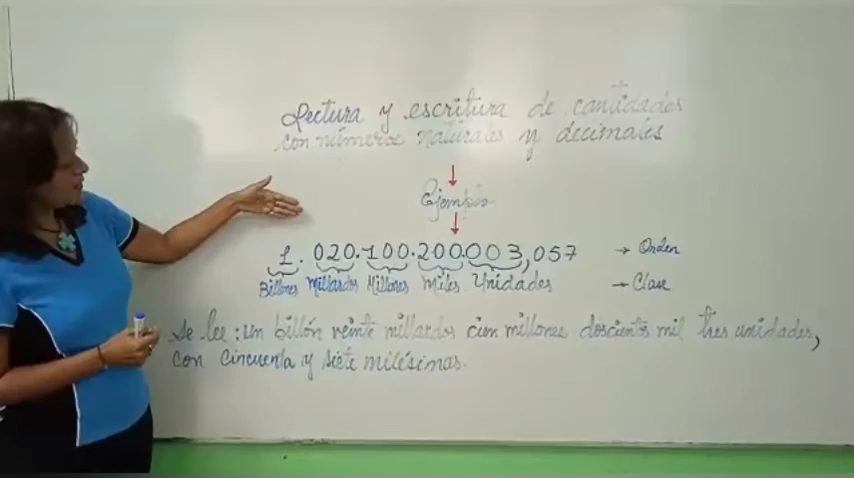 Lectura y escritura de cantidades
con números naturales y decimales
↓
Ejemplo
↓
1.020.100.200.003,057 → Orden
Billones Millardos Millones Miles Unidades → Clase
Se lee: un billón veinte millardos cien millones doscientos mil tres unidades,
con cincuenta y siete milésimas.